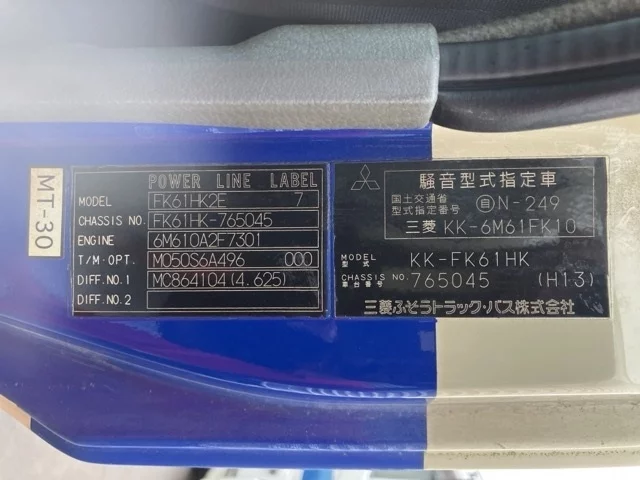 MT-30
POWER LINE LABEL
MODEL FK61HK2E 7
CHASSIS NO. FK61HK-765045
ENGINE 6M610A2F7301
T/M·OPT. M050S6A496 000
DIFF.NO.1 MC864104(4.625)
DIFF.NO.2
騒音型式指定車
国土交通省
型式指定番号 自N-249
三菱 KK-6M61FK10
MODEL
型式 KK-FK61HK
CHASSIS NO.
車台番号 765045 (H13)
三菱ふそうトラック・バス株式会社